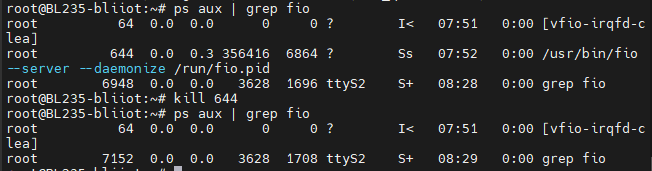 root@BL235-bliiot:~# ps aux | grep fio
root 64 0.0 0.0 0 0 ? I< 07:51 0:00 [vfio-irqfd-c
lea]
root 644 0.0 0.3 356416 6864 ? Ss 07:52 0:00 /usr/bin/fio
--server --daemonize /run/fio.pid
root 6948 0.0 0.0 3628 1696 ttyS2 S+ 08:28 0:00 grep fio
root@BL235-bliiot:~# kill 644
root@BL235-bliiot:~# ps aux | grep fio
root 64 0.0 0.0 0 0 ? I< 07:51 0:00 [vfio-irqfd-c
lea]
root 7152 0.0 0.0 3628 1708 ttyS2 S+ 08:29 0:00 grep fio